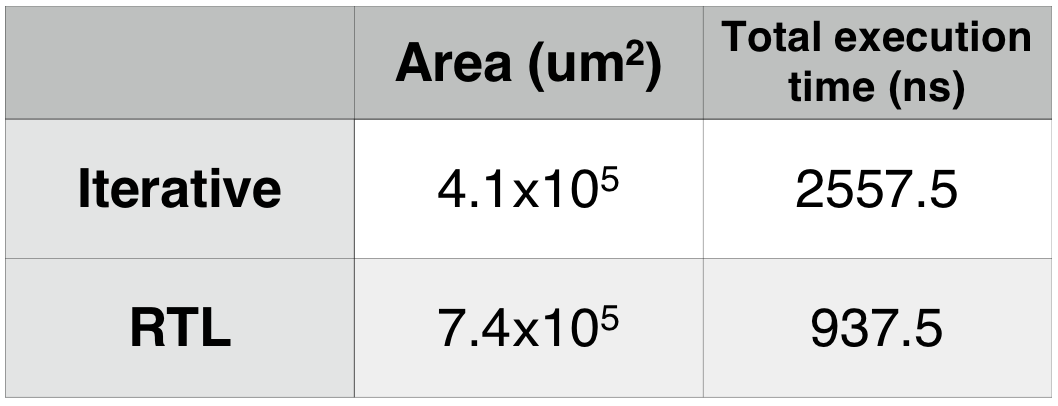 Area (um²)
Total execution
time (ns)
Iterative
4.1x10⁵
2557.5
RTL
7.4x10⁵
937.5